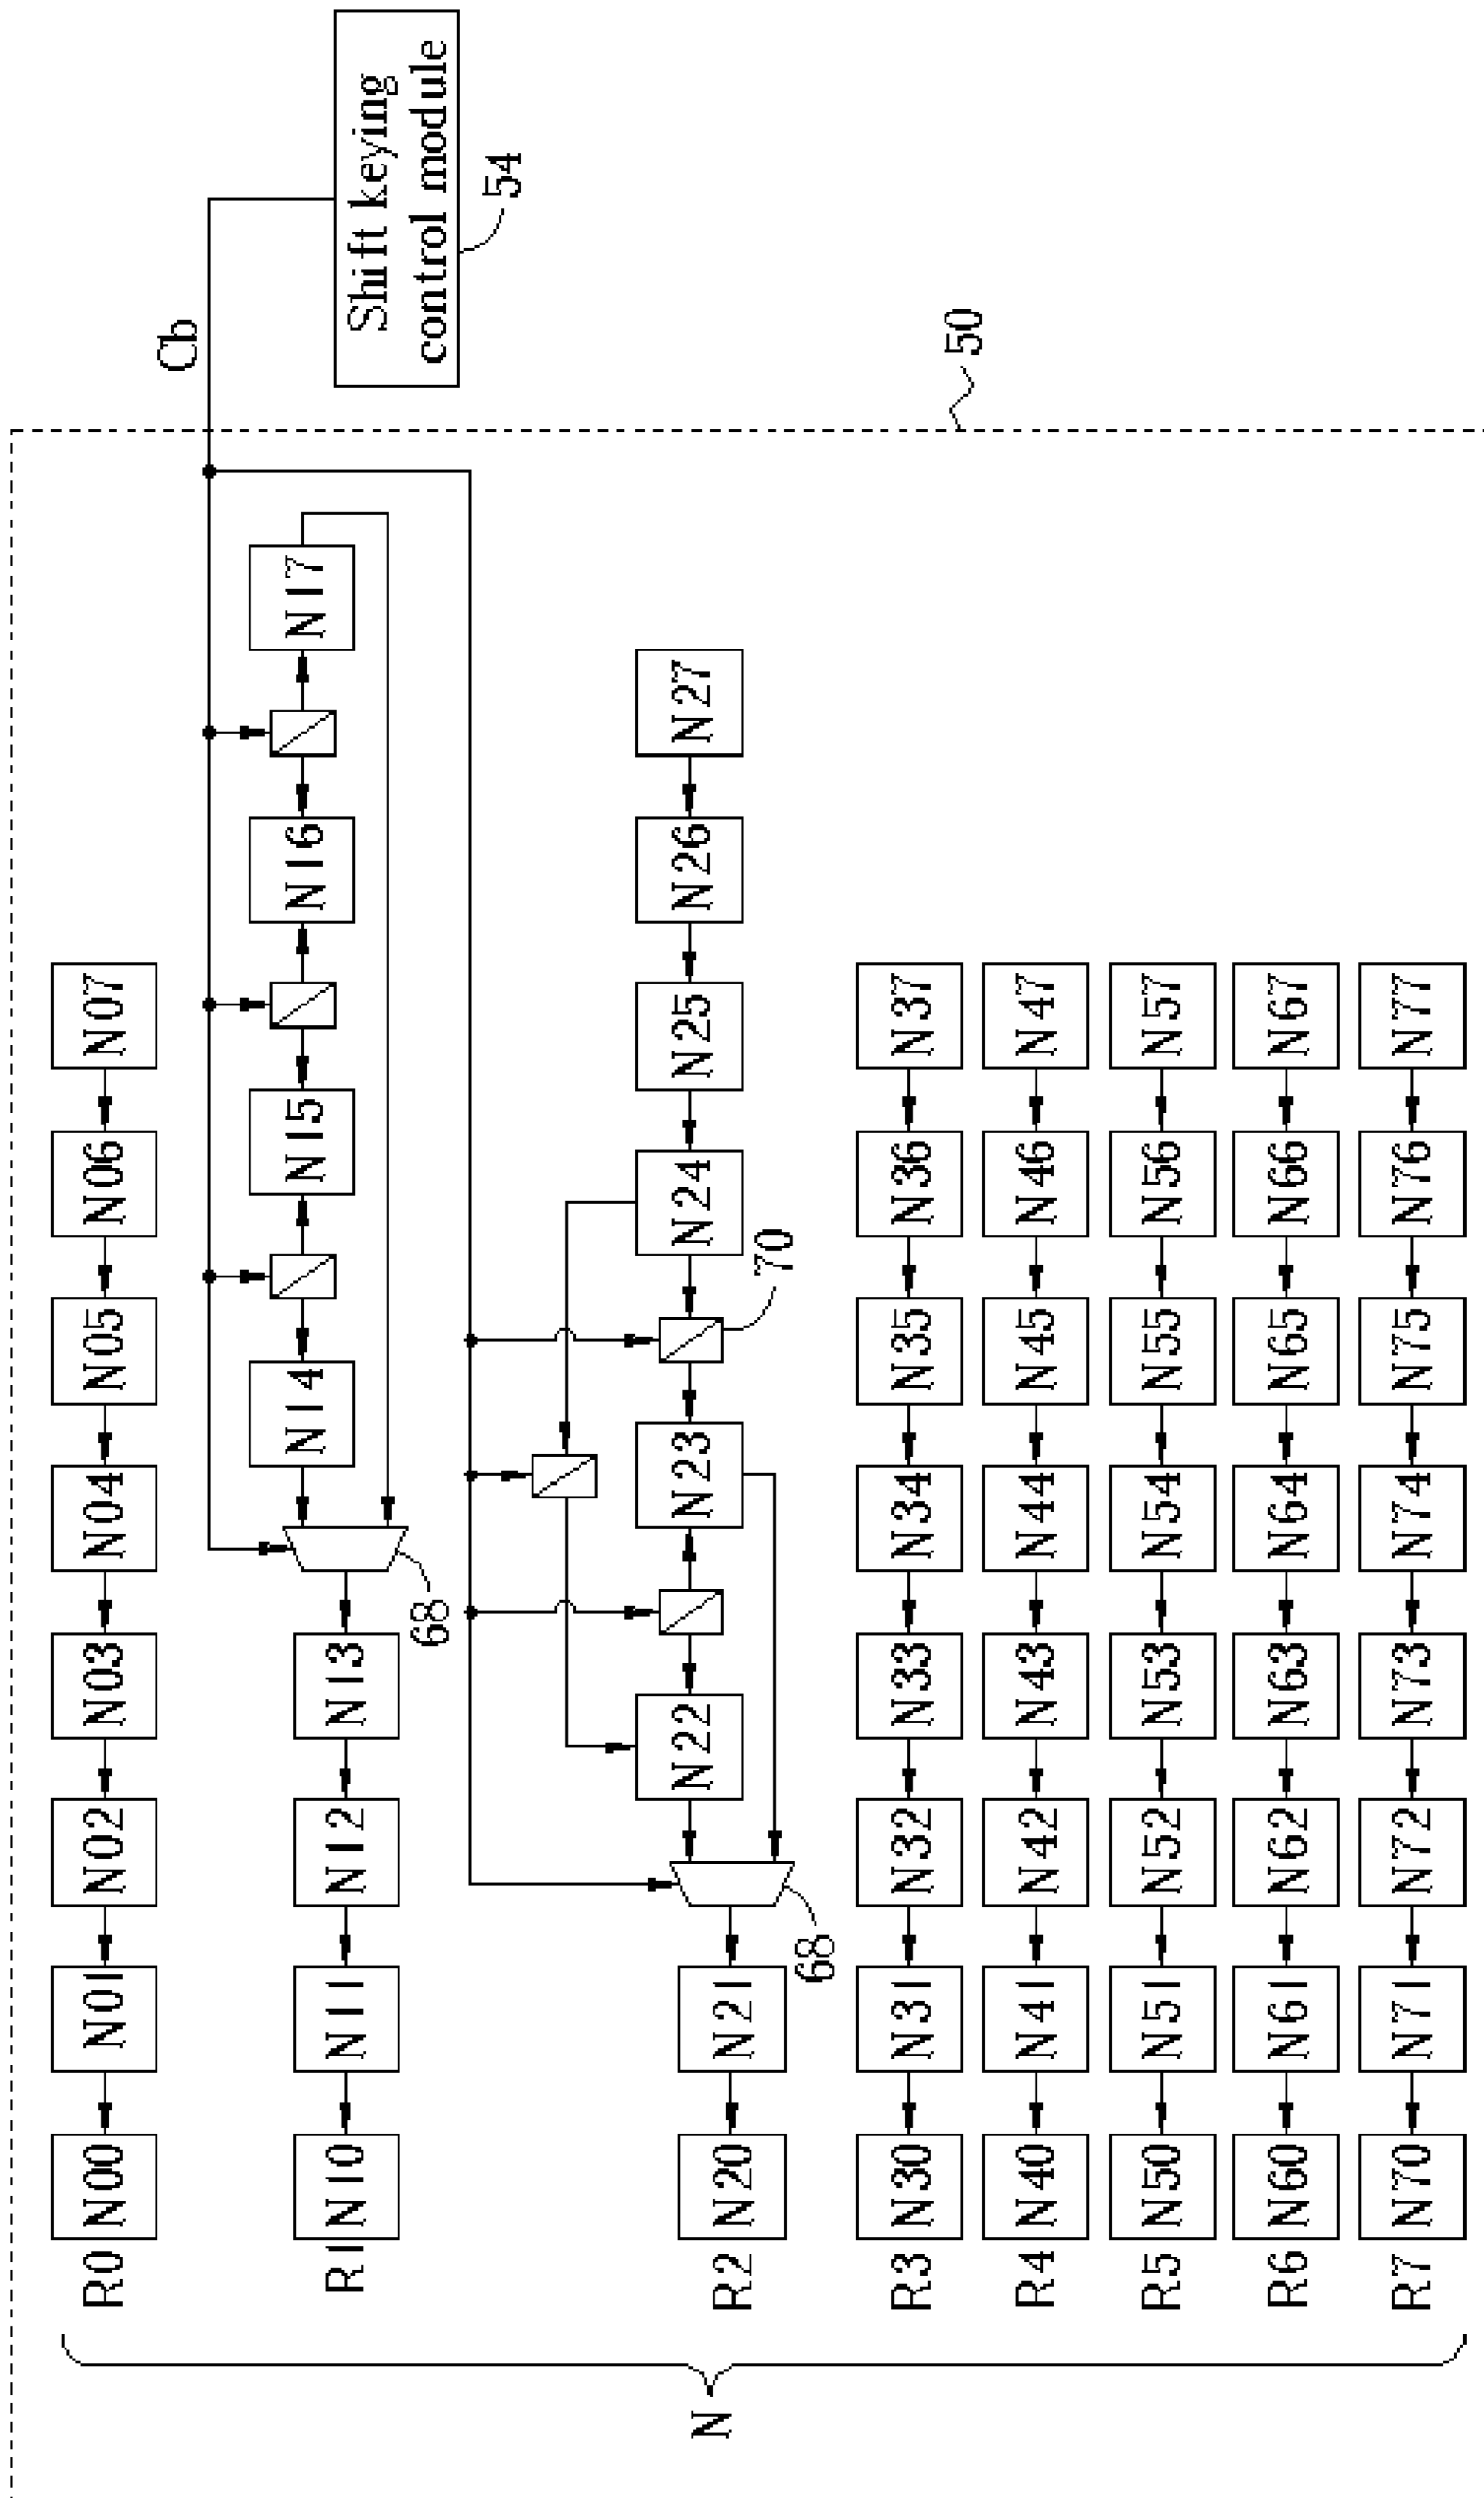 Cb
Shift keying
control module
54
50
R0 N00 N01 N02 N03 N04 N05 N06 N07
R1 N10 N11 N12 N13 N14 N15 N16 N17
68
R2 N20 N21 N22 N23 N24 N25 N26 N27
68
70
R3 N30 N31 N32 N33 N34 N35 N36 N37
R4 N40 N41 N42 N43 N44 N45 N46 N47
R5 N50 N51 N52 N53 N54 N55 N56 N57
R6 N60 N61 N62 N63 N64 N65 N66 N67
R7 N70 N71 N72 N73 N74 N75 N76 N77
N